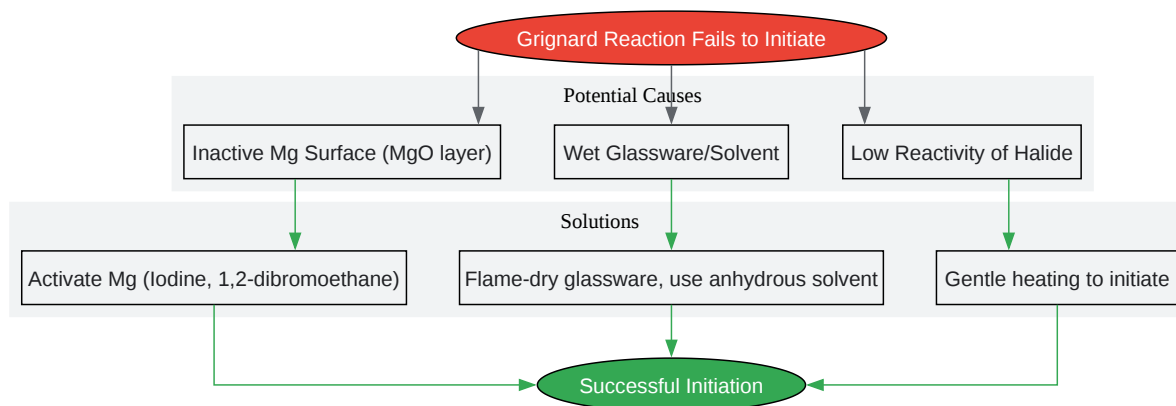 Grignard Reaction Fails to Initiate
Potential Causes
Inactive Mg Surface (MgO layer)
Wet Glassware/Solvent
Low Reactivity of Halide
Solutions
Activate Mg (Iodine, 1,2-dibromoethane)
Flame-dry glassware, use anhydrous solvent
Gentle heating to initiate
Successful Initiation